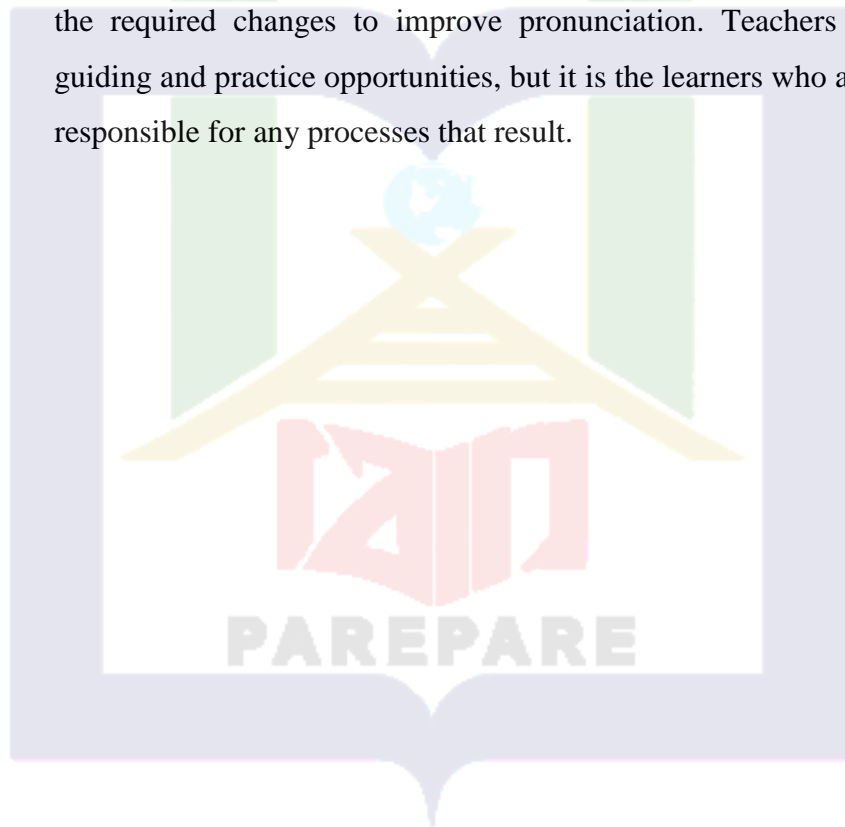 the required changes to improve pronunciation. Teachers
guiding and practice opportunities, but it is the learners who
responsible for any processes that result.
iain
PAREPARE